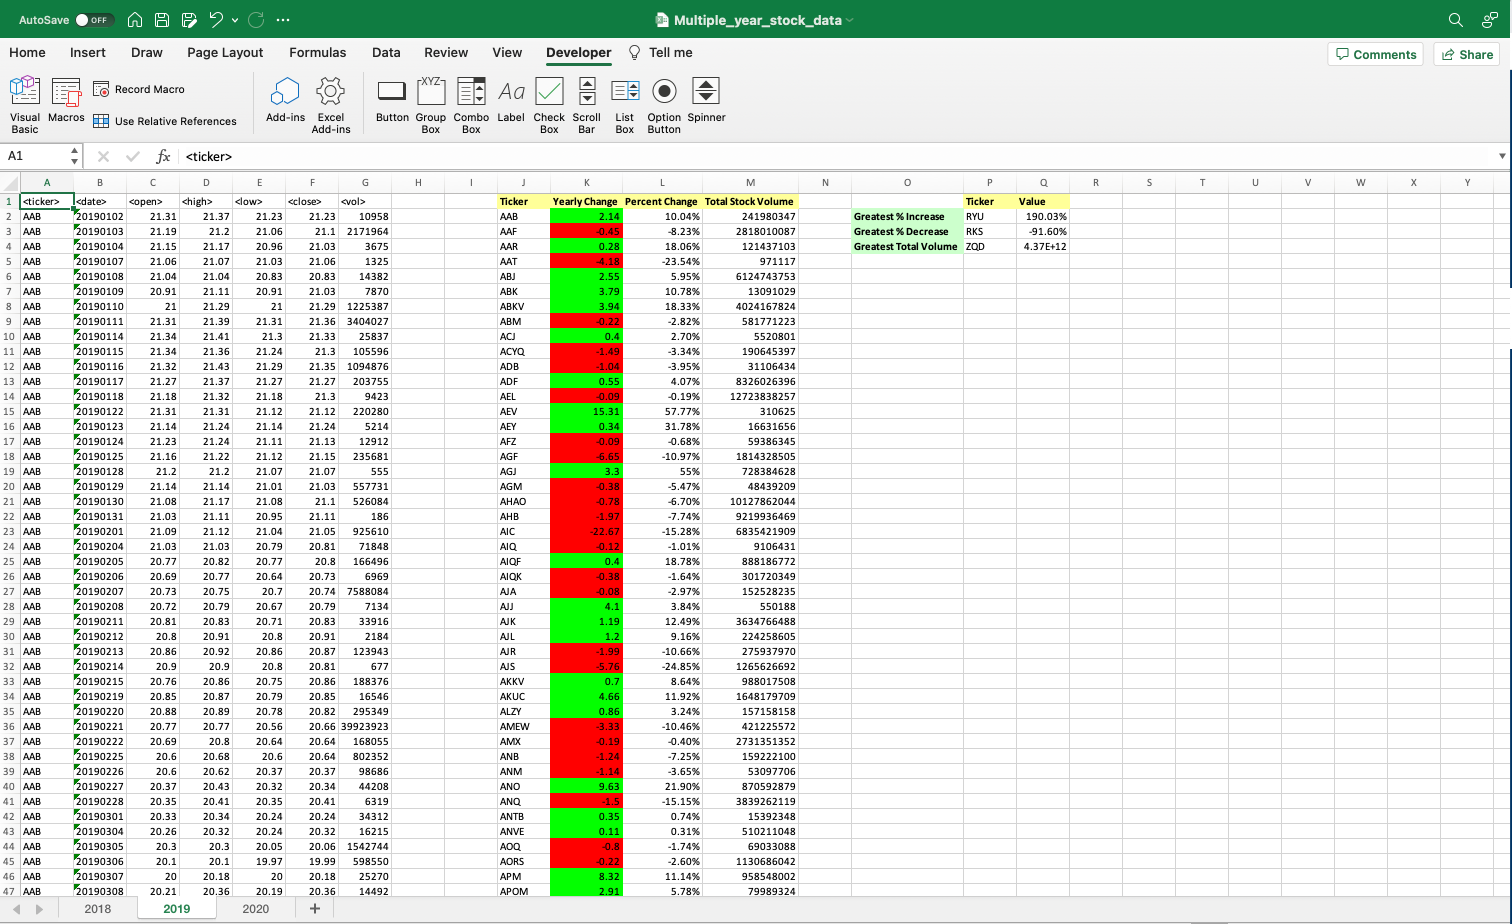 AutoSave OFF Multiple_year_stock_data
Home Insert Draw Page Layout Formulas Data Review View Developer Tell me Comments Share
Visual Basic Macros Record Macro Use Relative References Add-ins Excel Add-ins Button Group Box Combo Box Label Check Box Scroll Bar List Box Option Button Spinner
A1 fx <ticker>
A B C D E F G H I J K L M N O P Q R S T U V W X Y
1 <ticker> <date> <open> <high> <low> <close> <vol> Ticker Yearly Change Percent Change Total Stock Volume Ticker Value
2 AAB 20190102 21.31 21.37 21.23 21.23 10958 AAB 2.14 10.04% 241980347 Greatest % Increase RYU 190.03%
3 AAB 20190103 21.19 21.2 21.06 21.1 2171964 AAF -0.45 -8.23% 2818010087 Greatest % Decrease RKS -91.60%
4 AAB 20190104 21.15 21.17 20.96 21.03 3675 AAR 0.28 18.06% 121437103 Greatest Total Volume ZQD 4.37E+12
5 AAB 20190107 21.06 21.07 21.03 21.06 1325 AAT -4.18 -23.54% 971117
6 AAB 20190108 21.04 21.04 20.83 20.83 14382 ABJ 2.55 5.95% 6124743753
7 AAB 20190109 20.91 21.11 20.91 21.03 7870 ABK 3.79 10.78% 13091029
8 AAB 20190110 21 21.29 21 21.29 1225387 ABKV 3.94 18.33% 4024167824
9 AAB 20190111 21.31 21.39 21.31 21.36 3404027 ABM -0.22 -2.82% 581771223
10 AAB 20190114 21.34 21.41 21.3 21.33 25837 ACJ 0.4 2.70% 5520801
11 AAB 20190115 21.34 21.36 21.24 21.3 105596 ACYQ -1.49 -3.34% 190645397
12 AAB 20190116 21.32 21.43 21.29 21.35 1094876 ADB -1.04 -3.95% 31106434
13 AAB 20190117 21.27 21.37 21.27 21.27 203755 ADF 0.55 4.07% 8326026396
14 AAB 20190118 21.18 21.32 21.18 21.3 9423 AEL -0.09 -0.19% 12723838257
15 AAB 20190122 21.31 21.31 21.12 21.12 220280 AEV 15.31 57.77% 310625
16 AAB 20190123 21.14 21.24 21.14 21.24 5214 AEY 0.34 31.78% 16631656
17 AAB 20190124 21.23 21.24 21.11 21.13 12912 AFZ -0.09 -0.68% 59386345
18 AAB 20190125 21.16 21.22 21.12 21.15 235681 AGF -6.65 -10.97% 1814328505
19 AAB 20190128 21.2 21.2 21.07 21.07 555 AGJ 3.3 55% 728384628
20 AAB 20190129 21.14 21.14 21.01 21.03 557731 AGM -0.38 -5.47% 48439209
21 AAB 20190130 21.08 21.17 21.08 21.1 526084 AHAO -0.78 -6.70% 10127862044
22 AAB 20190131 21.03 21.11 20.95 21.11 186 AHB -1.97 -7.74% 9219936469
23 AAB 20190201 21.09 21.12 21.04 21.05 925610 AIC -22.67 -15.28% 6835421909
24 AAB 20190204 21.03 21.03 20.79 20.81 71848 AIQ -0.12 -1.01% 9106431
25 AAB 20190205 20.77 20.82 20.77 20.8 166496 AIQF 0.4 18.78% 888186772
26 AAB 20190206 20.69 20.77 20.64 20.73 6969 AIQK -0.38 -1.64% 301720349
27 AAB 20190207 20.73 20.75 20.7 20.74 7588084 AJA -0.08 -2.97% 152528235
28 AAB 20190208 20.72 20.79 20.67 20.79 7134 AJJ 4.1 3.84% 550188
29 AAB 20190211 20.81 20.83 20.71 20.83 33916 AJK 1.19 12.49% 3634766488
30 AAB 20190212 20.8 20.91 20.8 20.91 2184 AJL 1.2 9.16% 224258605
31 AAB 20190213 20.86 20.92 20.86 20.87 123943 AJR -1.99 -10.66% 275937970
32 AAB 20190214 20.9 20.9 20.8 20.81 677 AJS -5.76 -24.85% 1265626692
33 AAB 20190215 20.76 20.86 20.75 20.86 188376 AKKV 0.7 8.64% 988017508
34 AAB 20190219 20.85 20.87 20.79 20.85 16546 AKUC 4.66 11.92% 1648179709
35 AAB 20190220 20.88 20.89 20.78 20.82 295349 ALZY 0.86 3.24% 157158158
36 AAB 20190221 20.77 20.77 20.56 20.66 39923923 AMEW -3.33 -10.46% 421225572
37 AAB 20190222 20.69 20.8 20.64 20.64 168055 AMX -0.19 -0.40% 2731351352
38 AAB 20190225 20.6 20.68 20.6 20.64 802352 ANB -1.24 -7.25% 159222100
39 AAB 20190226 20.6 20.62 20.37 20.37 98686 ANM -1.14 -3.65% 53097706
40 AAB 20190227 20.37 20.43 20.32 20.34 44208 ANO 9.63 21.90% 870592879
41 AAB 20190228 20.35 20.41 20.35 20.41 6319 ANQ -1.5 -15.15% 3839262119
42 AAB 20190301 20.33 20.34 20.24 20.24 34312 ANTB 0.35 0.74% 15392348
43 AAB 20190304 20.26 20.32 20.24 20.32 16215 ANVE 0.11 0.31% 510211048
44 AAB 20190305 20.3 20.3 20.05 20.06 1542744 AOQ -0.8 -1.74% 69033088
45 AAB 20190306 20.1 20.1 19.97 19.99 598550 AORS -0.22 -2.60% 1130686042
46 AAB 20190307 20 20.18 20 20.18 25270 APM 8.32 11.14% 958548002
47 AAB 20190308 20.21 20.36 20.19 20.36 14492 APOM 2.91 5.78% 79989324
2018 2019 2020